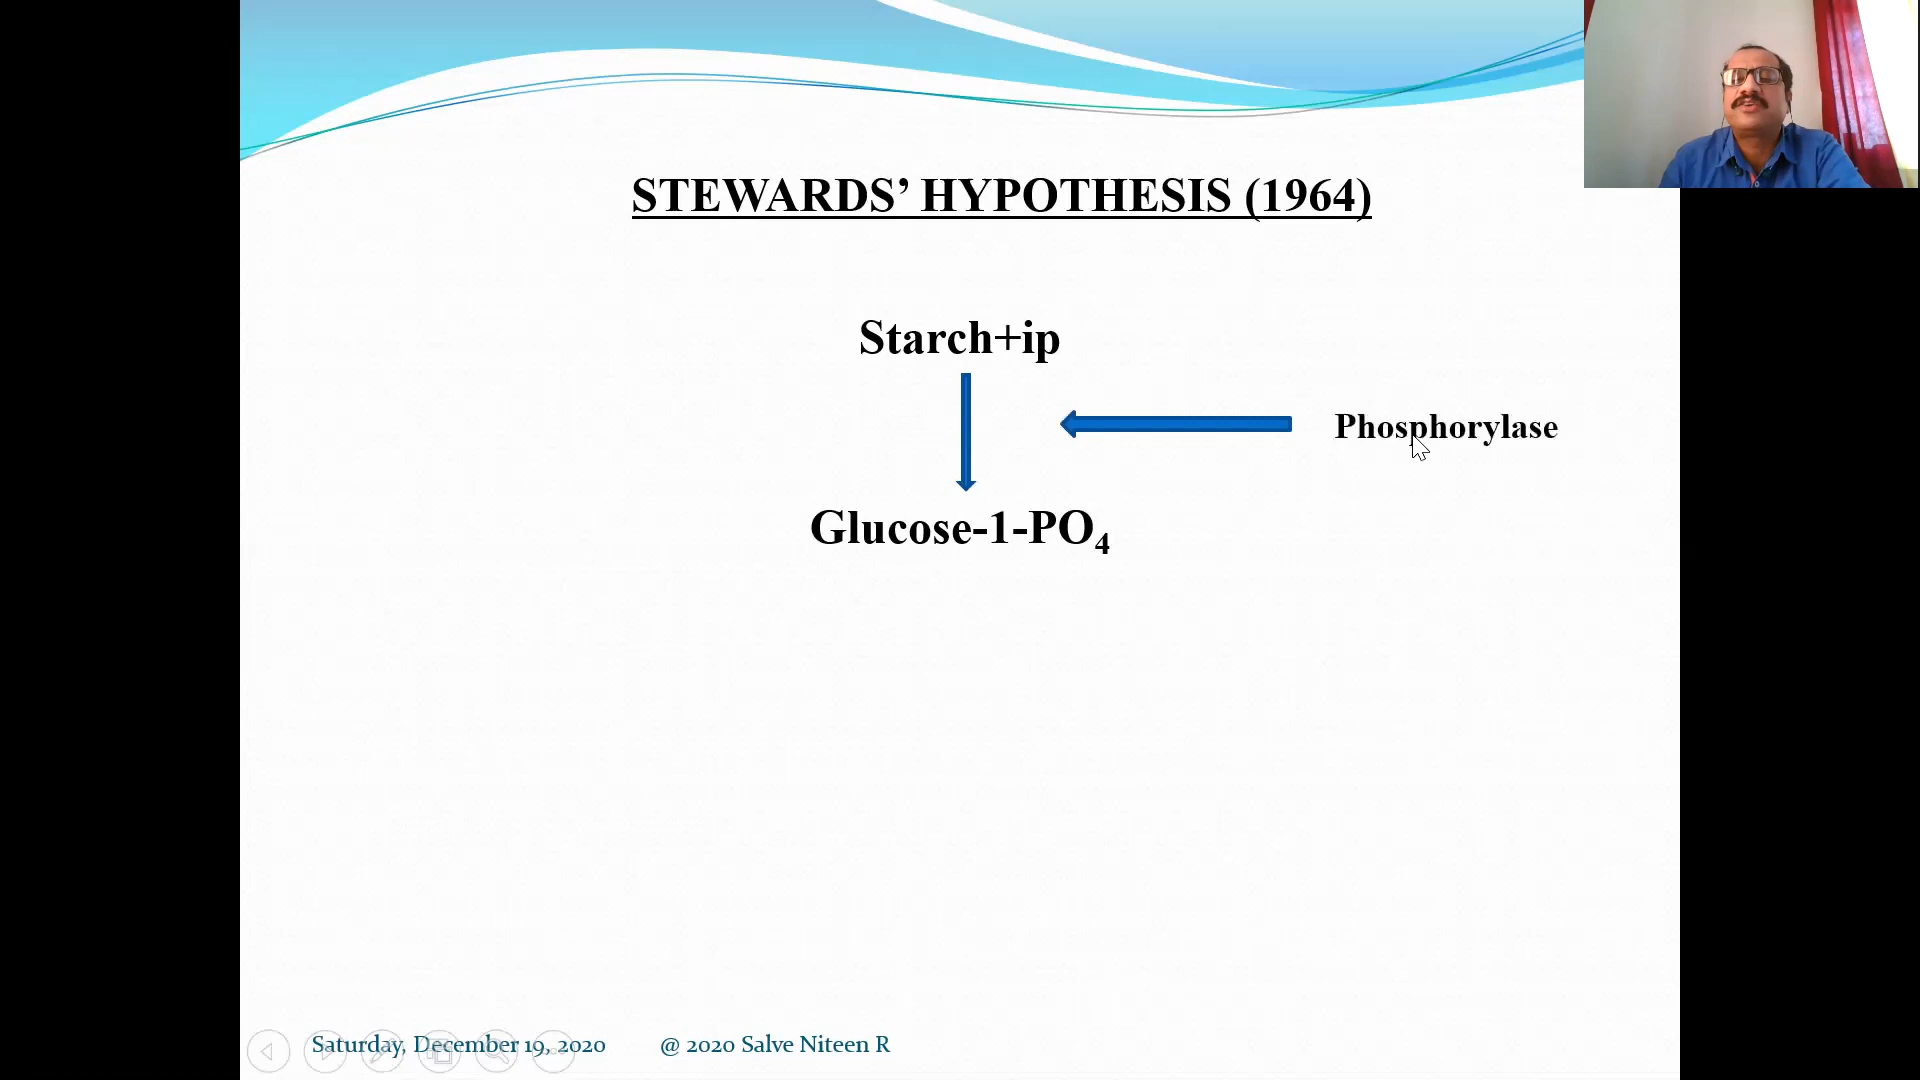 STEWARDS’ HYPOTHESIS (1964)
Starch+ip
Phosphorylase
Glucose-1-PO₄
Saturday, December 19, 2020 @ 2020 Salve Niteen R